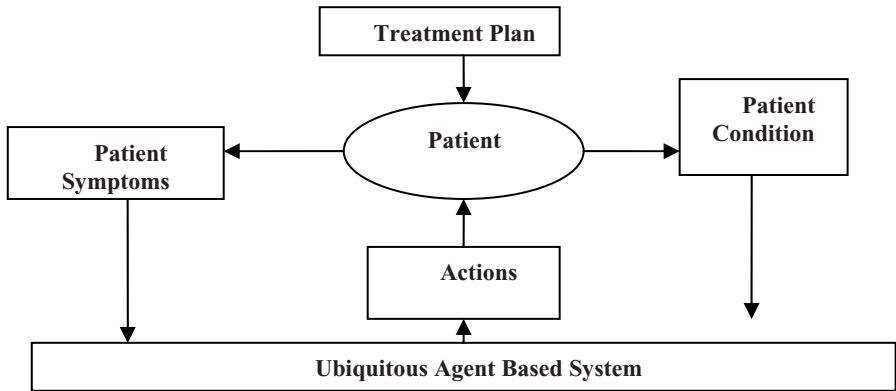 Treatment Plan
Patient
Condition
Patient
Patient
Symptoms
Actions
Ubiquitous Agent Based System